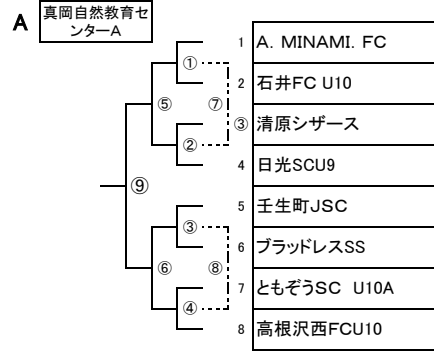 A
真岡自然教育セ
ンターA
1 A. MINAMI. FC
①
2 石井FC U10
⑤ ⑦
③ 清原シザース
②
4 日光SCU9
⑨
5 壬生町JSC
③
6 ブラッドレスSS
⑥ ⑧
7 ともぞうSC U10A
④
8 高根沢西FCU10